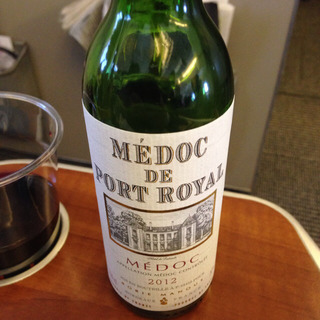 MÉDOC
DE
PORT ROYAL
MÉDOC
APPELLATION MÉDOC CONTRÔLÉE
2012